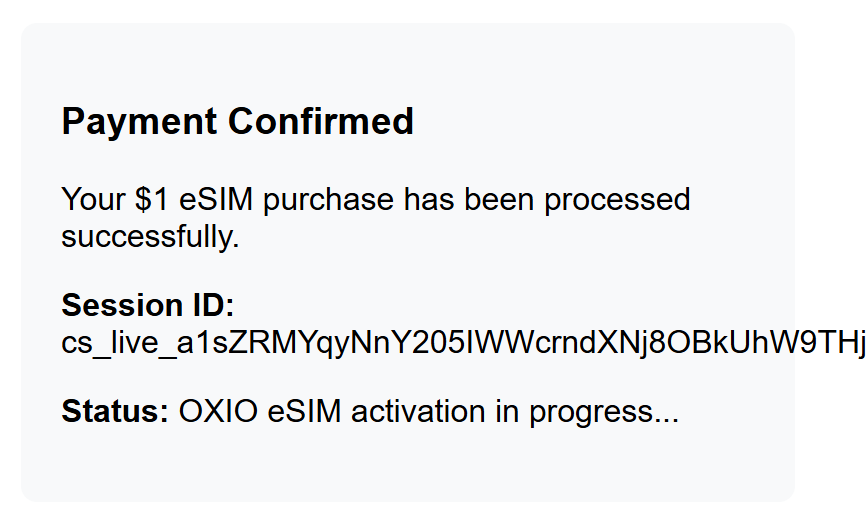 Payment Confirmed
Your $1 eSIM purchase has been processed
successfully.
Session ID:
cs_live_a1sZRMYqyNnY205IWWcrndXNj8OBkUhW9THj
Status: OXIO eSIM activation in progress...